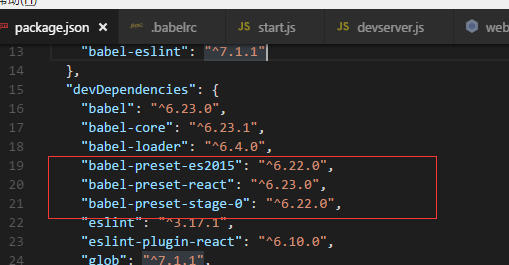 帮助(H)
package.json × .babelrc JS start.js JS devserver.js web
13 "babel-eslint": "^7.1.1"
14 },
15 "devDependencies": {
16 "babel": "^6.23.0",
17 "babel-core": "^6.23.1",
18 "babel-loader": "^6.4.0",
19 "babel-preset-es2015": "^6.22.0",
20 "babel-preset-react": "^6.23.0",
21 "babel-preset-stage-0": "^6.22.0",
22 "eslint": "^3.17.1",
23 "eslint-plugin-react": "^6.10.0",
24 "glob": "^7.1.1",